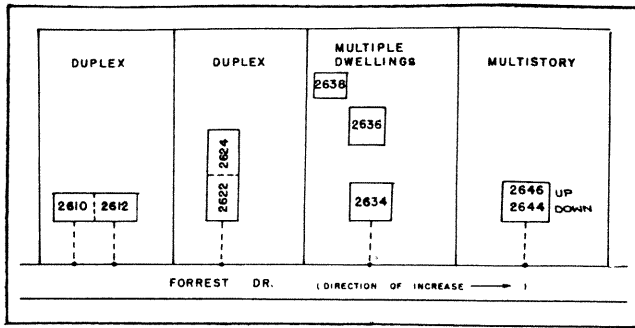 DUPLEX
2610 2612
DUPLEX
2624
2622
MULTIPLE
DWELLINGS
2638
2636
2634
MULTISTORY
2646 UP
2644 DOWN
FORREST DR. (DIRECTION OF INCREASE )